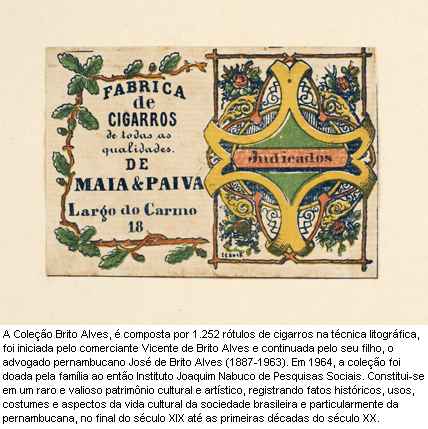 FABRICA
de
CIGARROS
de todas as
qualidades.
DE
MAIA & PAIVA
Largo do Carmo
18
Indicados
A Coleção Brito Alves, é composta por 1.252 rótulos de cigarros na técnica litográfica,
foi iniciada pelo comerciante Vicente de Brito Alves e continuada pelo seu filho, o
advogado pernambucano José de Brito Alves (1887-1963). Em 1964, a coleção foi
doada pela família ao então Instituto Joaquim Nabuco de Pesquisas Sociais. Constitui-se
em um raro e valioso patrimônio cultural e artístico, registrando fatos históricos, usos,
costumes e aspectos da vida cultural da sociedade brasileira e particularmente da
pernambucana, no final do século XIX até as primeiras décadas do século XX.